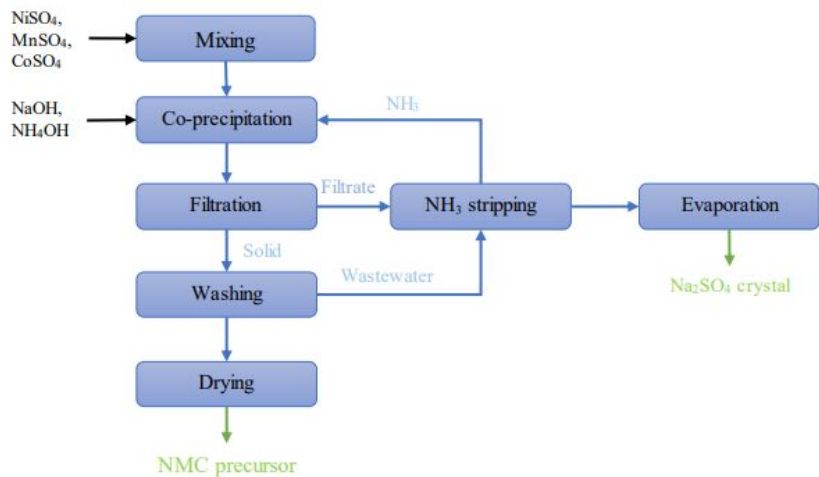 NiSO₄,
MnSO₄,
CoSO₄
Mixing
NaOH,
NH₄OH
Co-precipitation
NH₃
Filtration
Filtrate
NH₃ stripping
Evaporation
Solid
Wastewater
Washing
Na₂SO₄ crystal
Drying
NMC precursor